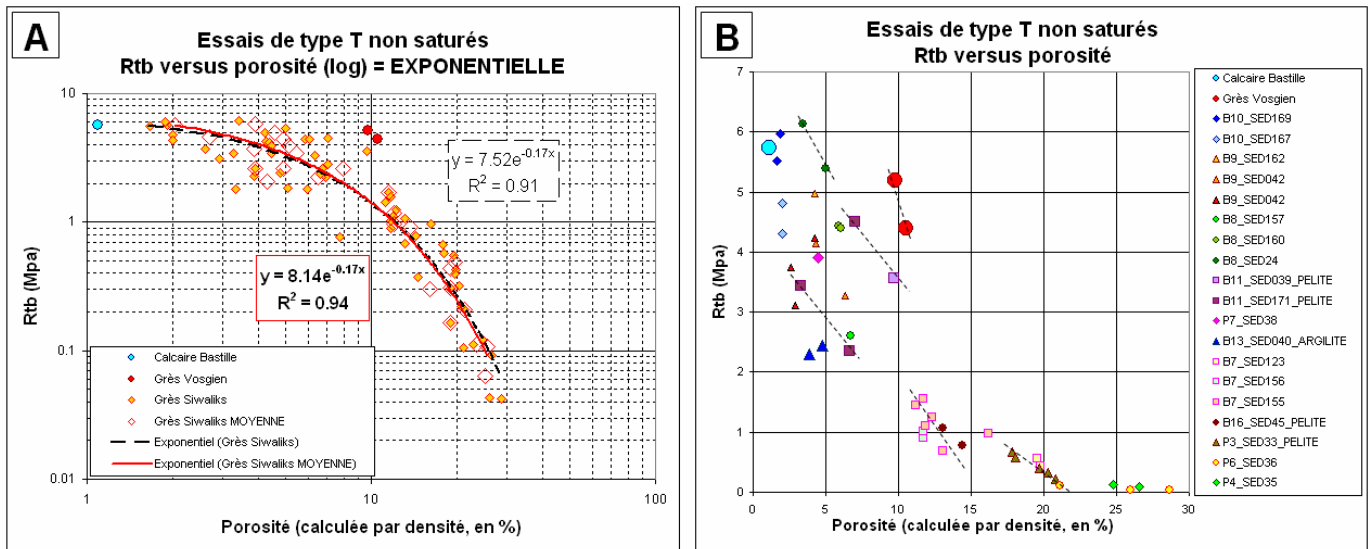 A
Essais de type T non saturés
Rtb versus porosité (log) = EXPONENTIELLE
Rtb (Mpa)
10
1
0.1
0.01
y = 7.52e-0.17x
R2 = 0.91
y = 8.14e-0.17x
R2 = 0.94
Calcaire Bastille
Grès Vosgien
Grès Siwaliks
Grès Siwaliks MOYENNE
Exponentiel (Grès Siwaliks)
Exponentiel (Grès Siwaliks MOYENNE)
1
10
100
Porosité (calculée par densité, en %)
B
Essais de type T non saturés
Rtb versus porosité
Rtb (Mpa)
7
6
5
4
3
2
1
0
0
5
10
15
20
25
30
Porosité (calculée par densité, en %)
Calcaire Bastille
Grès Vosgien
B10_SED169
B10_SED167
B9_SED162
B9_SED042
B9_SED042
B8_SED157
B8_SED160
B8_SED24
B11_SED039_PELITE
B11_SED171_PELITE
P7_SED38
B13_SED040_ARGILITE
B7_SED123
B7_SED156
B7_SED155
B16_SED45_PELITE
P3_SED33_PELITE
P6_SED36
P4_SED35